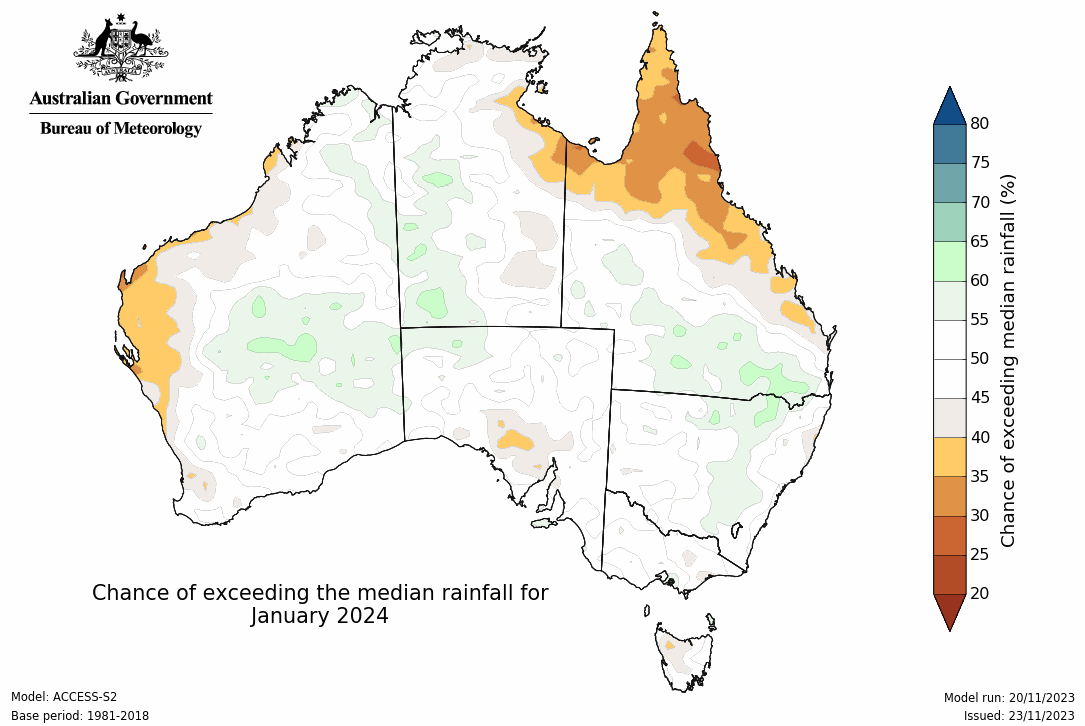 Australian Government
Bureau of Meteorology
80
75
70
65
60
55
50
45
40
35
30
25
20
Chance of exceeding median rainfall (%)
Chance of exceeding the median rainfall for
January 2024
Model: ACCESS-S2
Base period: 1981-2018
Model run: 20/11/2023
Issued: 23/11/2023